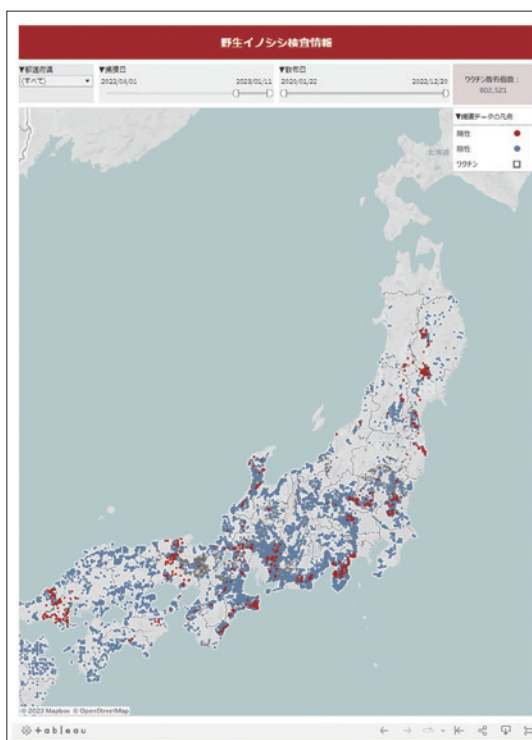 野生イノシシ検査情報
▼都道府県
(すべて)
▼捕獲日
2022/04/01
2023/01/11
▼散布日
2020/01/22
2022/12/20
ワクチン散布個数：
802,521
▼捕獲データの凡例
陽性
陰性
ワクチン
北海道
© 2023 Mapbox © OpenStreetMap
+ableau